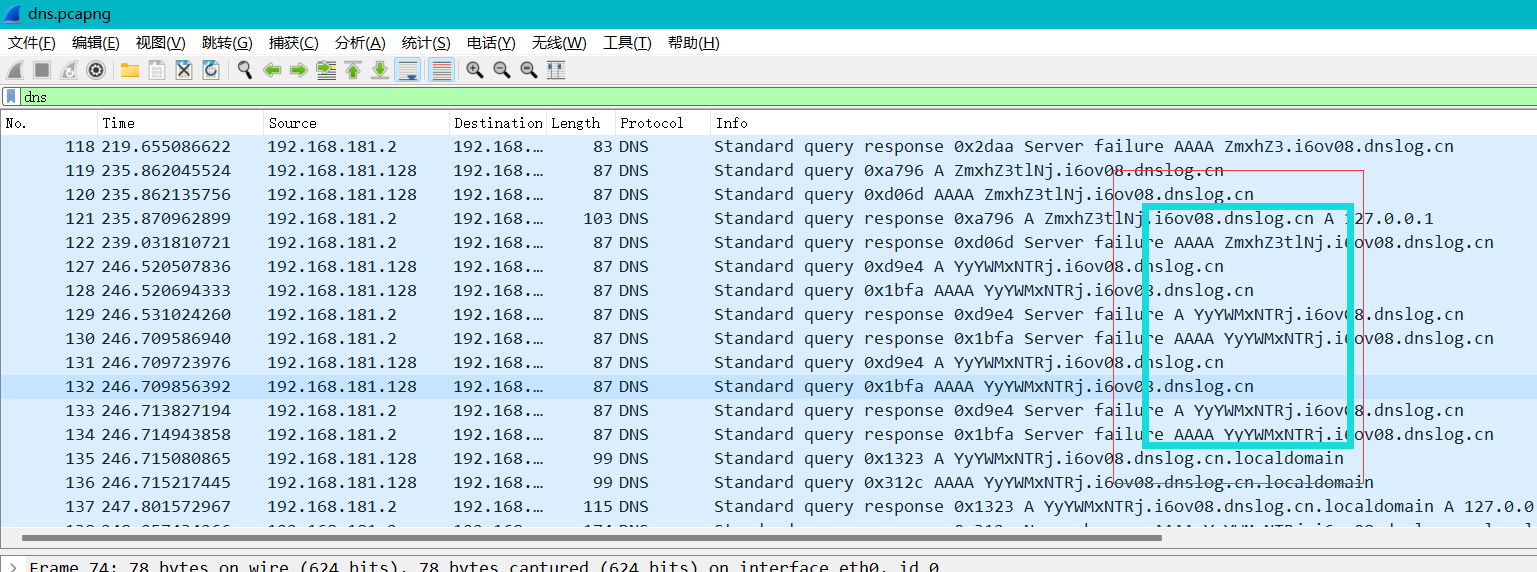 dns.pcapng
文件(F) 编辑(E) 视图(V) 跳转(G) 捕获(C) 分析(A) 统计(S) 电话(Y) 无线(W) 工具(T) 帮助(H)
dns
No. Time Source Destination Length Protocol Info
118 219.655086622 192.168.181.2 192.168.... 83 DNS Standard query response 0x2daa Server failure AAAA ZmxhZ3.i6ov08.dnslog.cn
119 235.862045524 192.168.181.128 192.168.... 87 DNS Standard query 0xa796 A ZmxhZ3tlNj.i6ov08.dnslog.cn
120 235.862135756 192.168.181.128 192.168.... 87 DNS Standard query 0xd06d AAAA ZmxhZ3tlNj.i6ov08.dnslog.cn
121 235.870962899 192.168.181.2 192.168.... 103 DNS Standard query response 0xa796 A ZmxhZ3tlNj.i6ov08.dnslog.cn A 127.0.0.1
122 239.031810721 192.168.181.2 192.168.... 87 DNS Standard query response 0xd06d Server failure AAAA ZmxhZ3tlNj.i6ov08.dnslog.cn
127 246.520507836 192.168.181.128 192.168.... 87 DNS Standard query 0xd9e4 A YyYWMxNTRj.i6ov08.dnslog.cn
128 246.520694333 192.168.181.128 192.168.... 87 DNS Standard query 0x1bfa AAAA YyYWMxNTRj.i6ov08.dnslog.cn
129 246.531024260 192.168.181.2 192.168.... 87 DNS Standard query response 0xd9e4 Server failure A YyYWMxNTRj.i6ov08.dnslog.cn
130 246.709586940 192.168.181.2 192.168.... 87 DNS Standard query response 0x1bfa Server failure AAAA YyYWMxNTRj.i6ov08.dnslog.cn
131 246.709723976 192.168.181.128 192.168.... 87 DNS Standard query 0xd9e4 A YyYWMxNTRj.i6ov08.dnslog.cn
132 246.709856392 192.168.181.128 192.168.... 87 DNS Standard query 0x1bfa AAAA YyYWMxNTRj.i6ov08.dnslog.cn
133 246.713827194 192.168.181.2 192.168.... 87 DNS Standard query response 0xd9e4 Server failure A YyYWMxNTRj.i6ov08.dnslog.cn
134 246.714943858 192.168.181.2 192.168.... 87 DNS Standard query response 0x1bfa Server failure AAAA YyYWMxNTRj.i6ov08.dnslog.cn
135 246.715080865 192.168.181.128 192.168.... 99 DNS Standard query 0x1323 A YyYWMxNTRj.i6ov08.dnslog.cn.localdomain
136 246.715217445 192.168.181.128 192.168.... 99 DNS Standard query 0x312c AAAA YyYWMxNTRj.i6ov08.dnslog.cn.localdomain
137 247.801572967 192.168.181.2 192.168.... 115 DNS Standard query response 0x1323 A YyYWMxNTRj.i6ov08.dnslog.cn.localdomain A 127.0.0
Frame 74: 78 bytes on wire (624 bits), 78 bytes captured (624 bits) on interface eth0, id 0